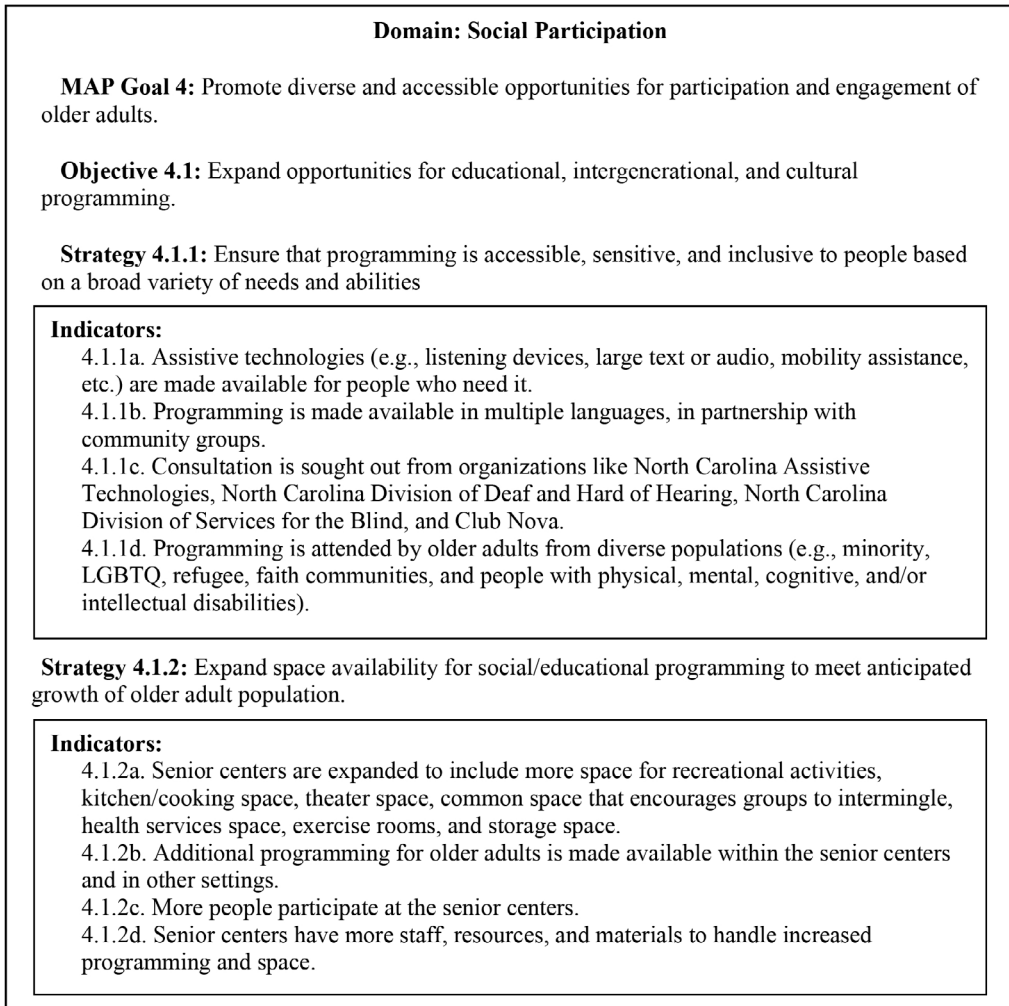 Domain: Social Participation
MAP Goal 4: Promote diverse and accessible opportunities for participation and engagement of
older adults.
Objective 4.1: Expand opportunities for educational, intergenerational, and cultural
programming.
Strategy 4.1.1: Ensure that programming is accessible, sensitive, and inclusive to people based
on a broad variety of needs and abilities
Indicators:
4.1.1a. Assistive technologies (e.g., listening devices, large text or audio, mobility assistance,
etc.) are made available for people who need it.
4.1.1b. Programming is made available in multiple languages, in partnership with
community groups.
4.1.1c. Consultation is sought out from organizations like North Carolina Assistive
Technologies, North Carolina Division of Deaf and Hard of Hearing, North Carolina
Division of Services for the Blind, and Club Nova.
4.1.1d. Programming is attended by older adults from diverse populations (e.g., minority,
LGBTQ, refugee, faith communities, and people with physical, mental, cognitive, and/or
intellectual disabilities).
Strategy 4.1.2: Expand space availability for social/educational programming to meet anticipated
growth of older adult population.
Indicators:
4.1.2a. Senior centers are expanded to include more space for recreational activities,
kitchen/cooking space, theater space, common space that encourages groups to intermingle,
health services space, exercise rooms, and storage space.
4.1.2b. Additional programming for older adults is made available within the senior centers
and in other settings.
4.1.2c. More people participate at the senior centers.
4.1.2d. Senior centers have more staff, resources, and materials to handle increased
programming and space.